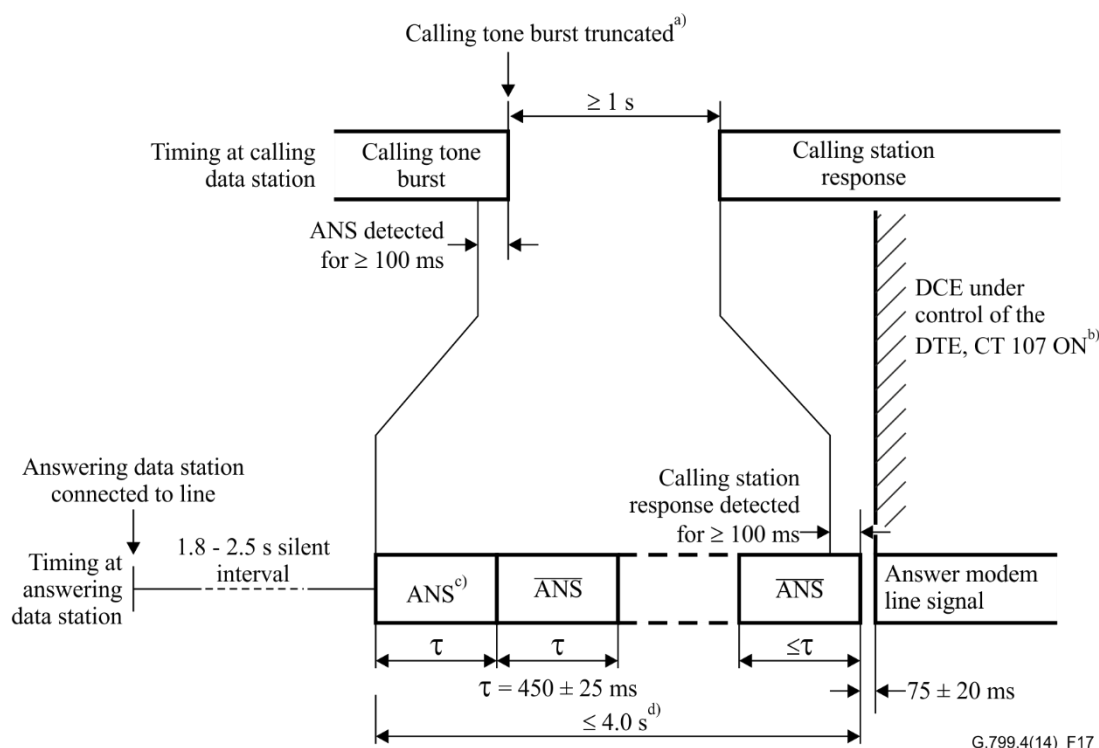 Calling tone burst truncated a)
≥ 1 s
Timing at calling
data station
Calling tone
burst
Calling station
response
ANS detected
for ≥ 100 ms
DCE under
control of the
DTE, CT 107 ON b)
Answering data station
connected to line
Calling station
response detected
for ≥ 100 ms
1.8 - 2.5 s silent
interval
Timing at
answering
data station
ANS c)
A̅N̅S̅
A̅N̅S̅
Answer modem
line signal
τ
τ
≤τ
τ = 450 ± 25 ms
75 ± 20 ms
≤ 4.0 s d)
G.799.4(14)_F17